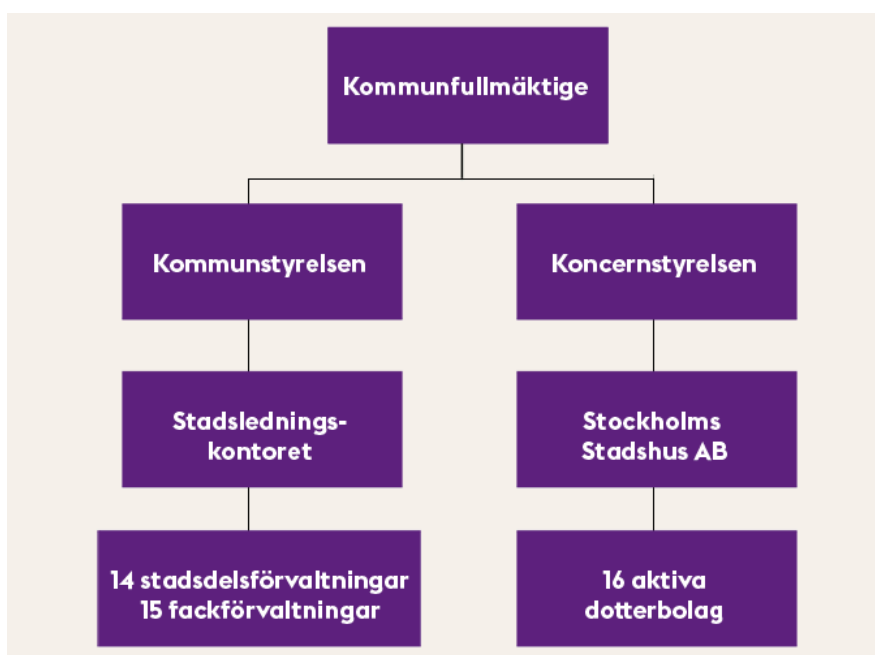 Kommunfullmäktige
Kommunstyrelsen
Koncernstyrelsen
Stadslednings-
kontoret
Stockholms
Stadshus AB
14 stadsdelsförvaltningar
15 fackförvaltningar
16 aktiva
dotterbolag